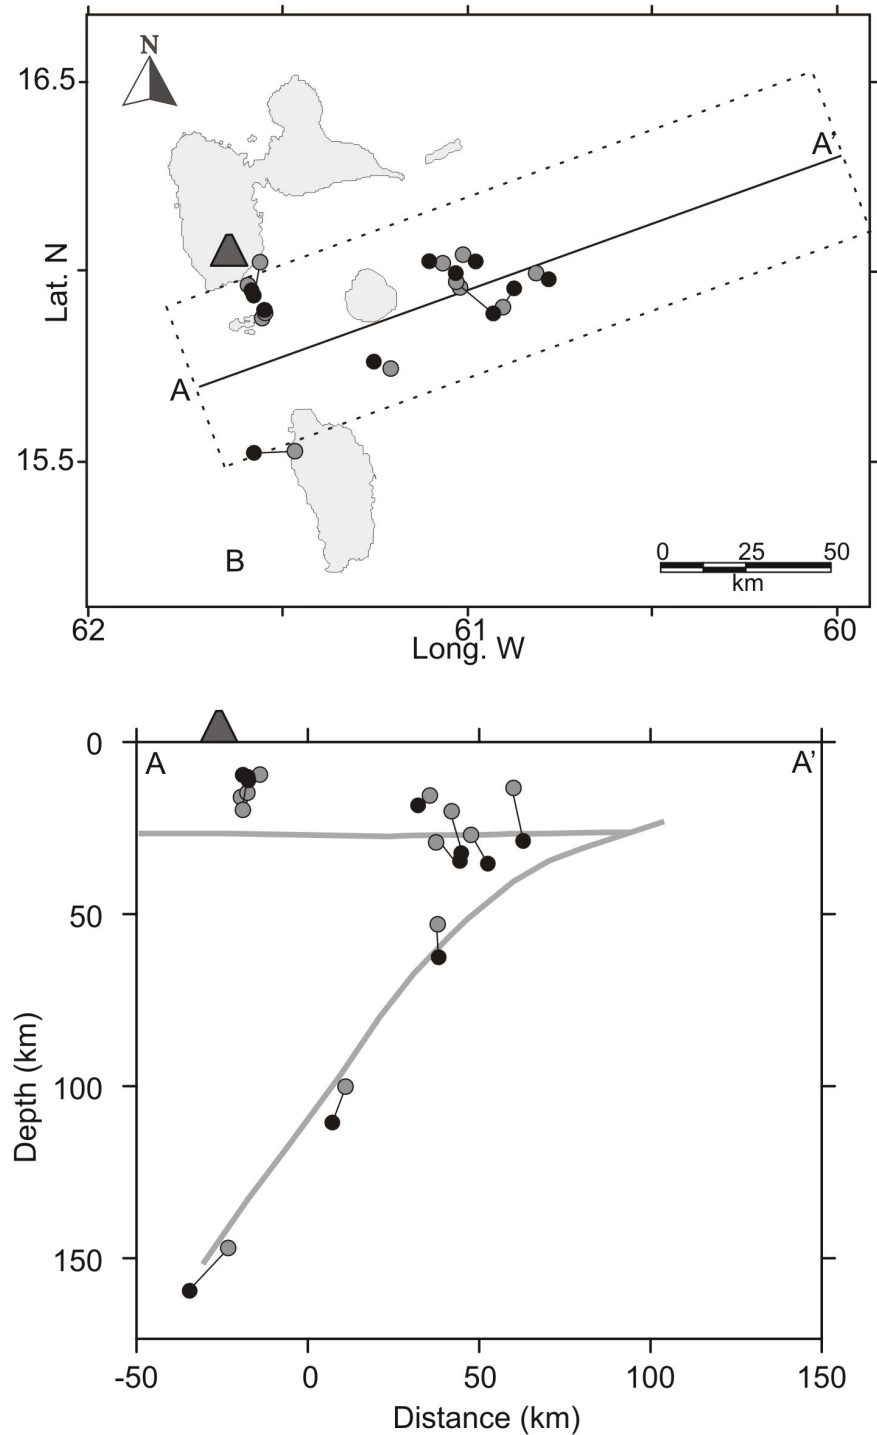 N
16.5
A’
Lat. N
A
15.5
B
0 25 50
km
62 61 60
Long. W
0
A A’
50
Depth (km)
100
150
-50 0 50 100 150
Distance (km)